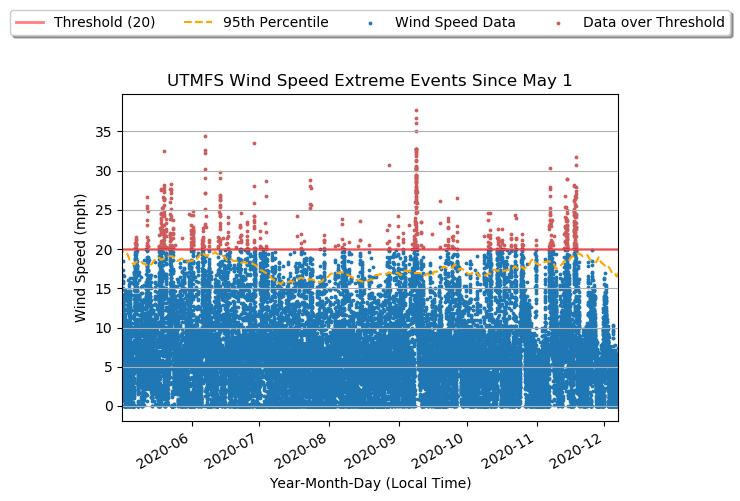 Threshold (20) 95th Percentile Wind Speed Data Data over Threshold
UTMFS Wind Speed Extreme Events Since May 1
35
30
25
20
15
10
5
0
Wind Speed (mph)
2020-06 2020-07 2020-08 2020-09 2020-10 2020-11 2020-12
Year-Month-Day (Local Time)